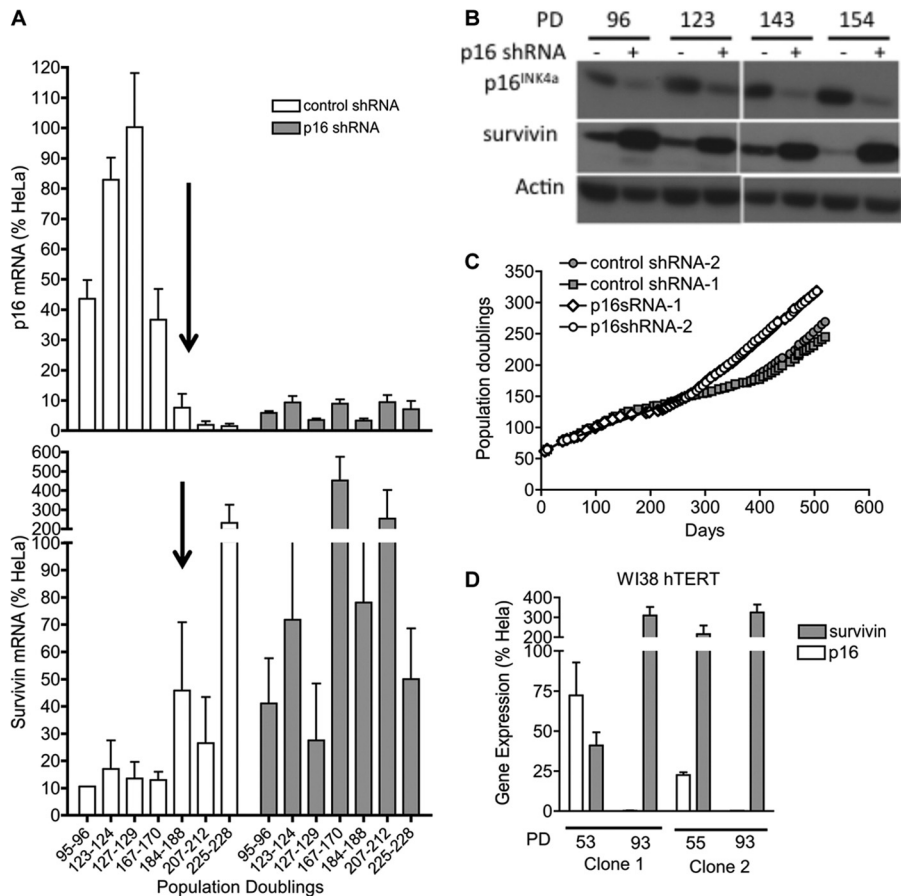 A
120
110
100
90
80
70
60
50
40
30
20
10
0
p16 mRNA (% HeLa)
control shRNA
p16 shRNA
600
500
400
300
200
100
90
80
70
60
50
40
30
20
10
0
Survivin mRNA (% HeLa)
95-96
123-124
127-129
167-170
184-188
207-212
225-228
95-96
123-124
127-129
167-170
184-188
207-212
225-228
Population Doublings
B
PD 96 123 143 154
p16 shRNA - + - + - + - +
p16INK4a
survivin
Actin
C
control shRNA-2
control shRNA-1
p16sRNA-1
p16shRNA-2
350
300
250
200
150
100
50
0
Population doublings
0 100 200 300 400 500 600
Days
D
WI38 hTERT
400
300
200
100
75
50
25
0
Gene Expression (% Hela)
survivin
p16
PD 53 93 55 93
Clone 1 Clone 2